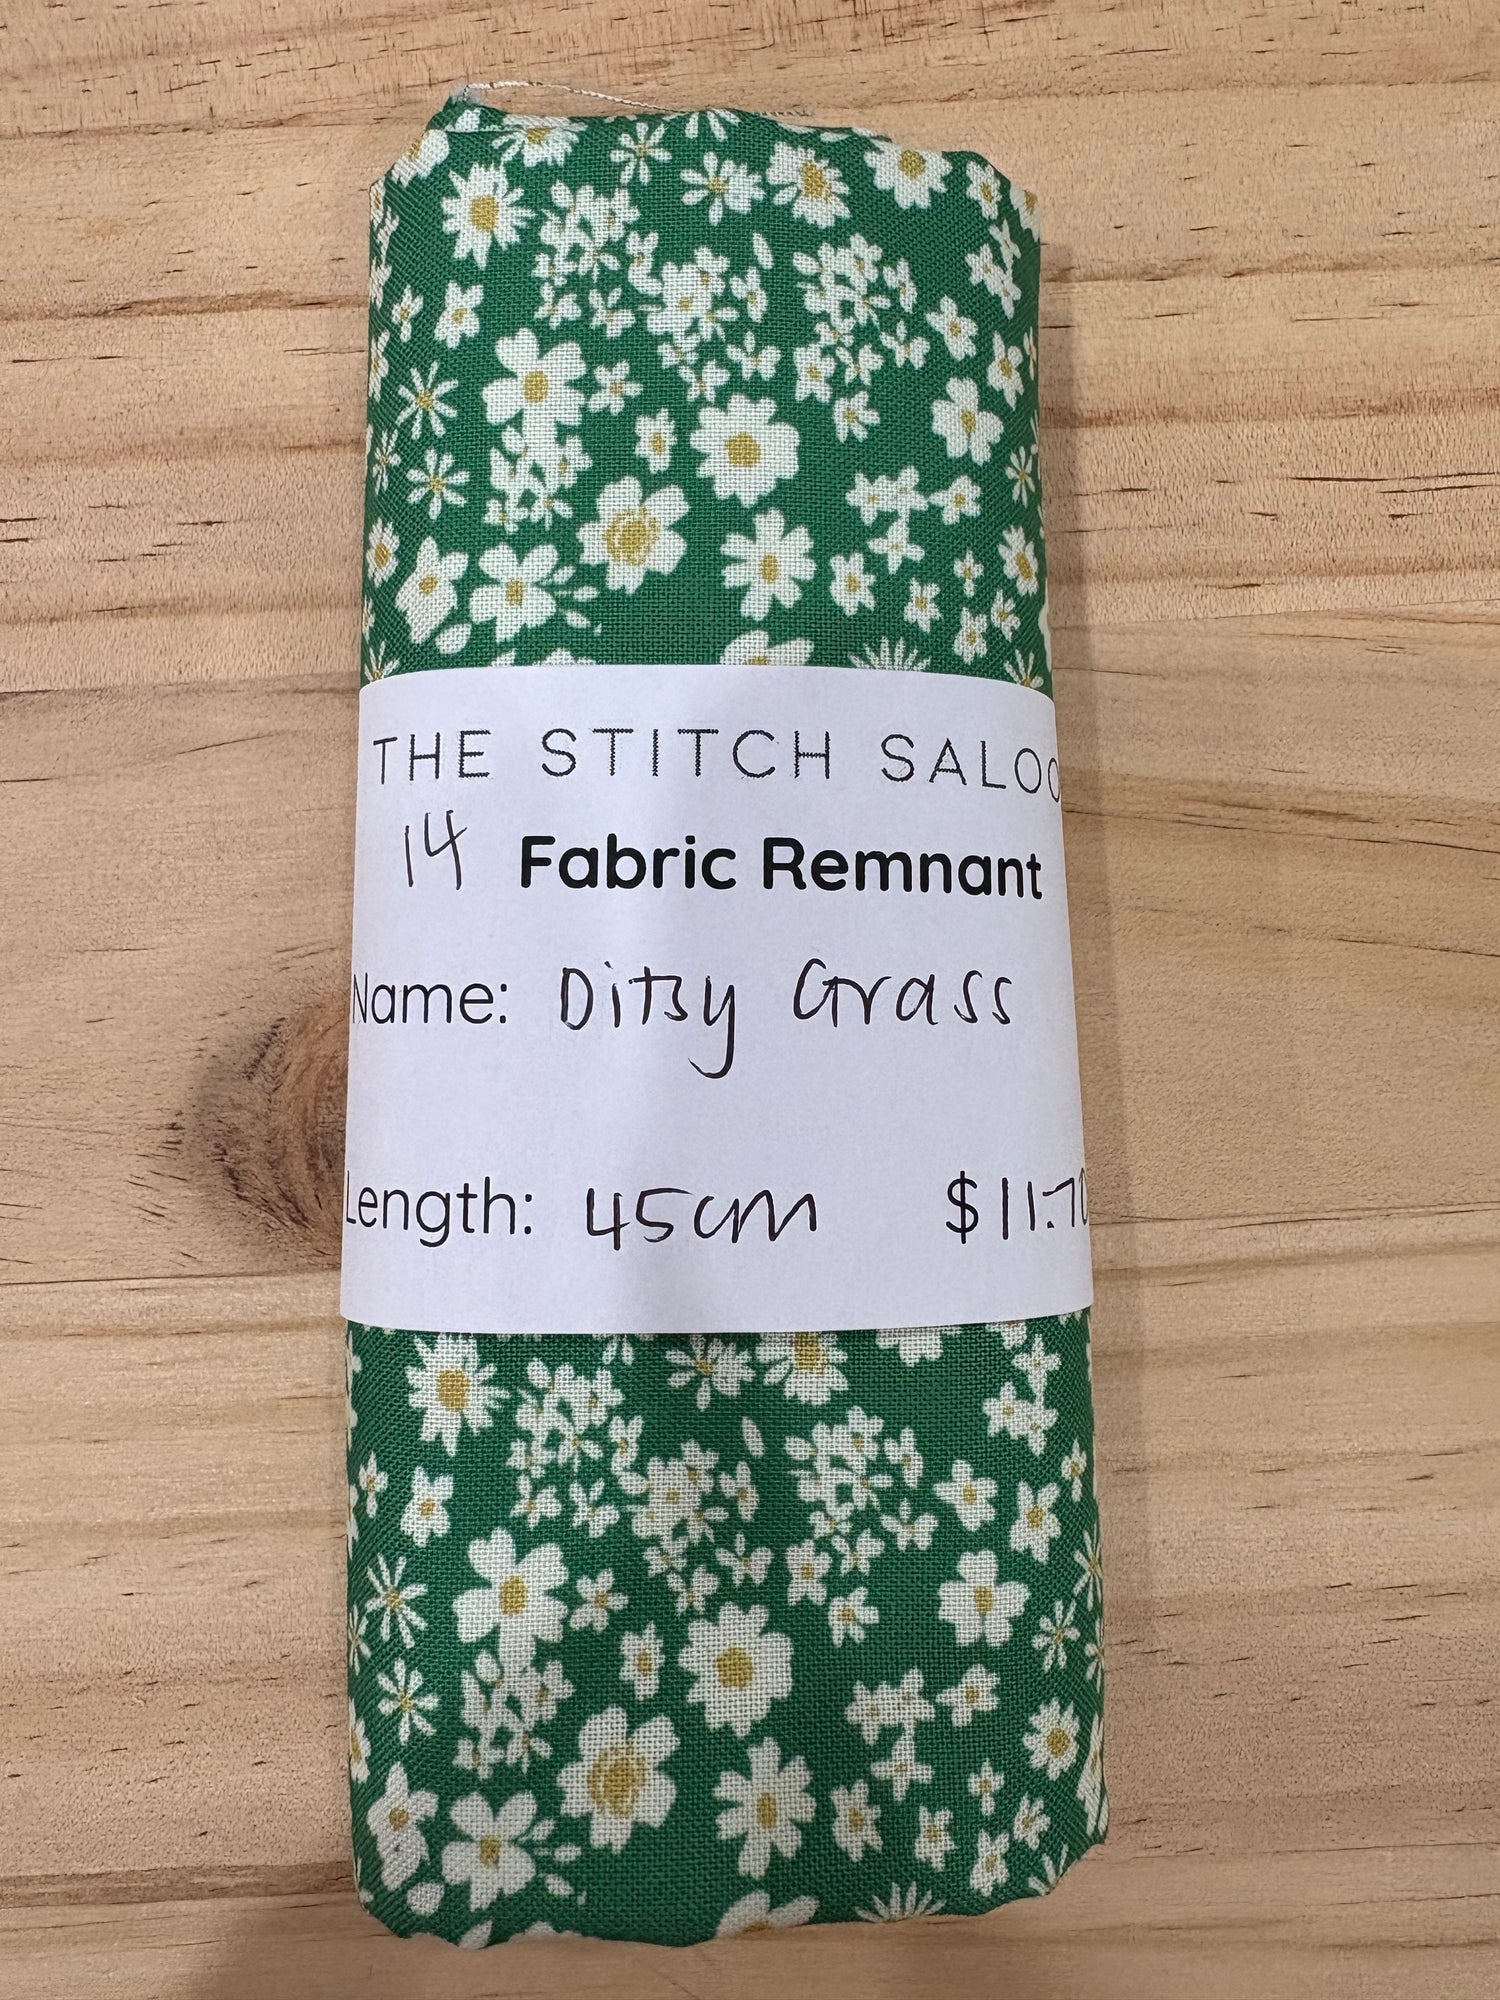 THE STITCH SALOO
14 Fabric Remnant
Name: Ditsy Grass
Length: 45cm $11.70